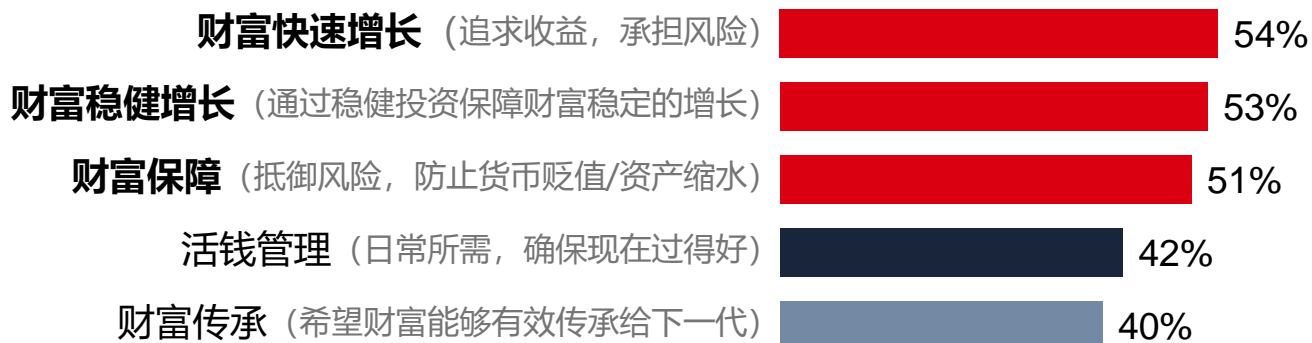 财富快速增长（追求收益，承担风险） 54%
财富稳健增长（通过稳健投资保障财富稳定的增长） 53%
财富保障（抵御风险，防止货币贬值/资产缩水） 51%
活钱管理（日常所需，确保现在过得好） 42%
财富传承（希望财富能够有效传承给下一代） 40%